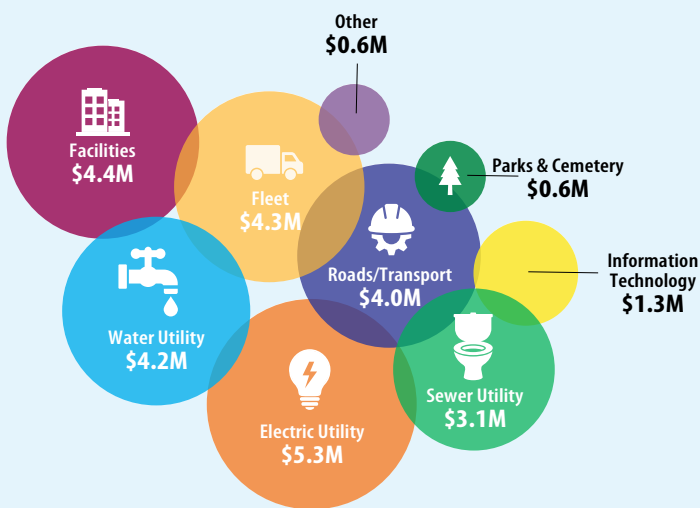 Other
$0.6M
Facilities
$4.4M
Fleet
$4.3M
Parks & Cemetery
$0.6M
Roads/Transport
$4.0M
Information
Technology
$1.3M
Water Utility
$4.2M
Electric Utility
$5.3M
Sewer Utility
$3.1M